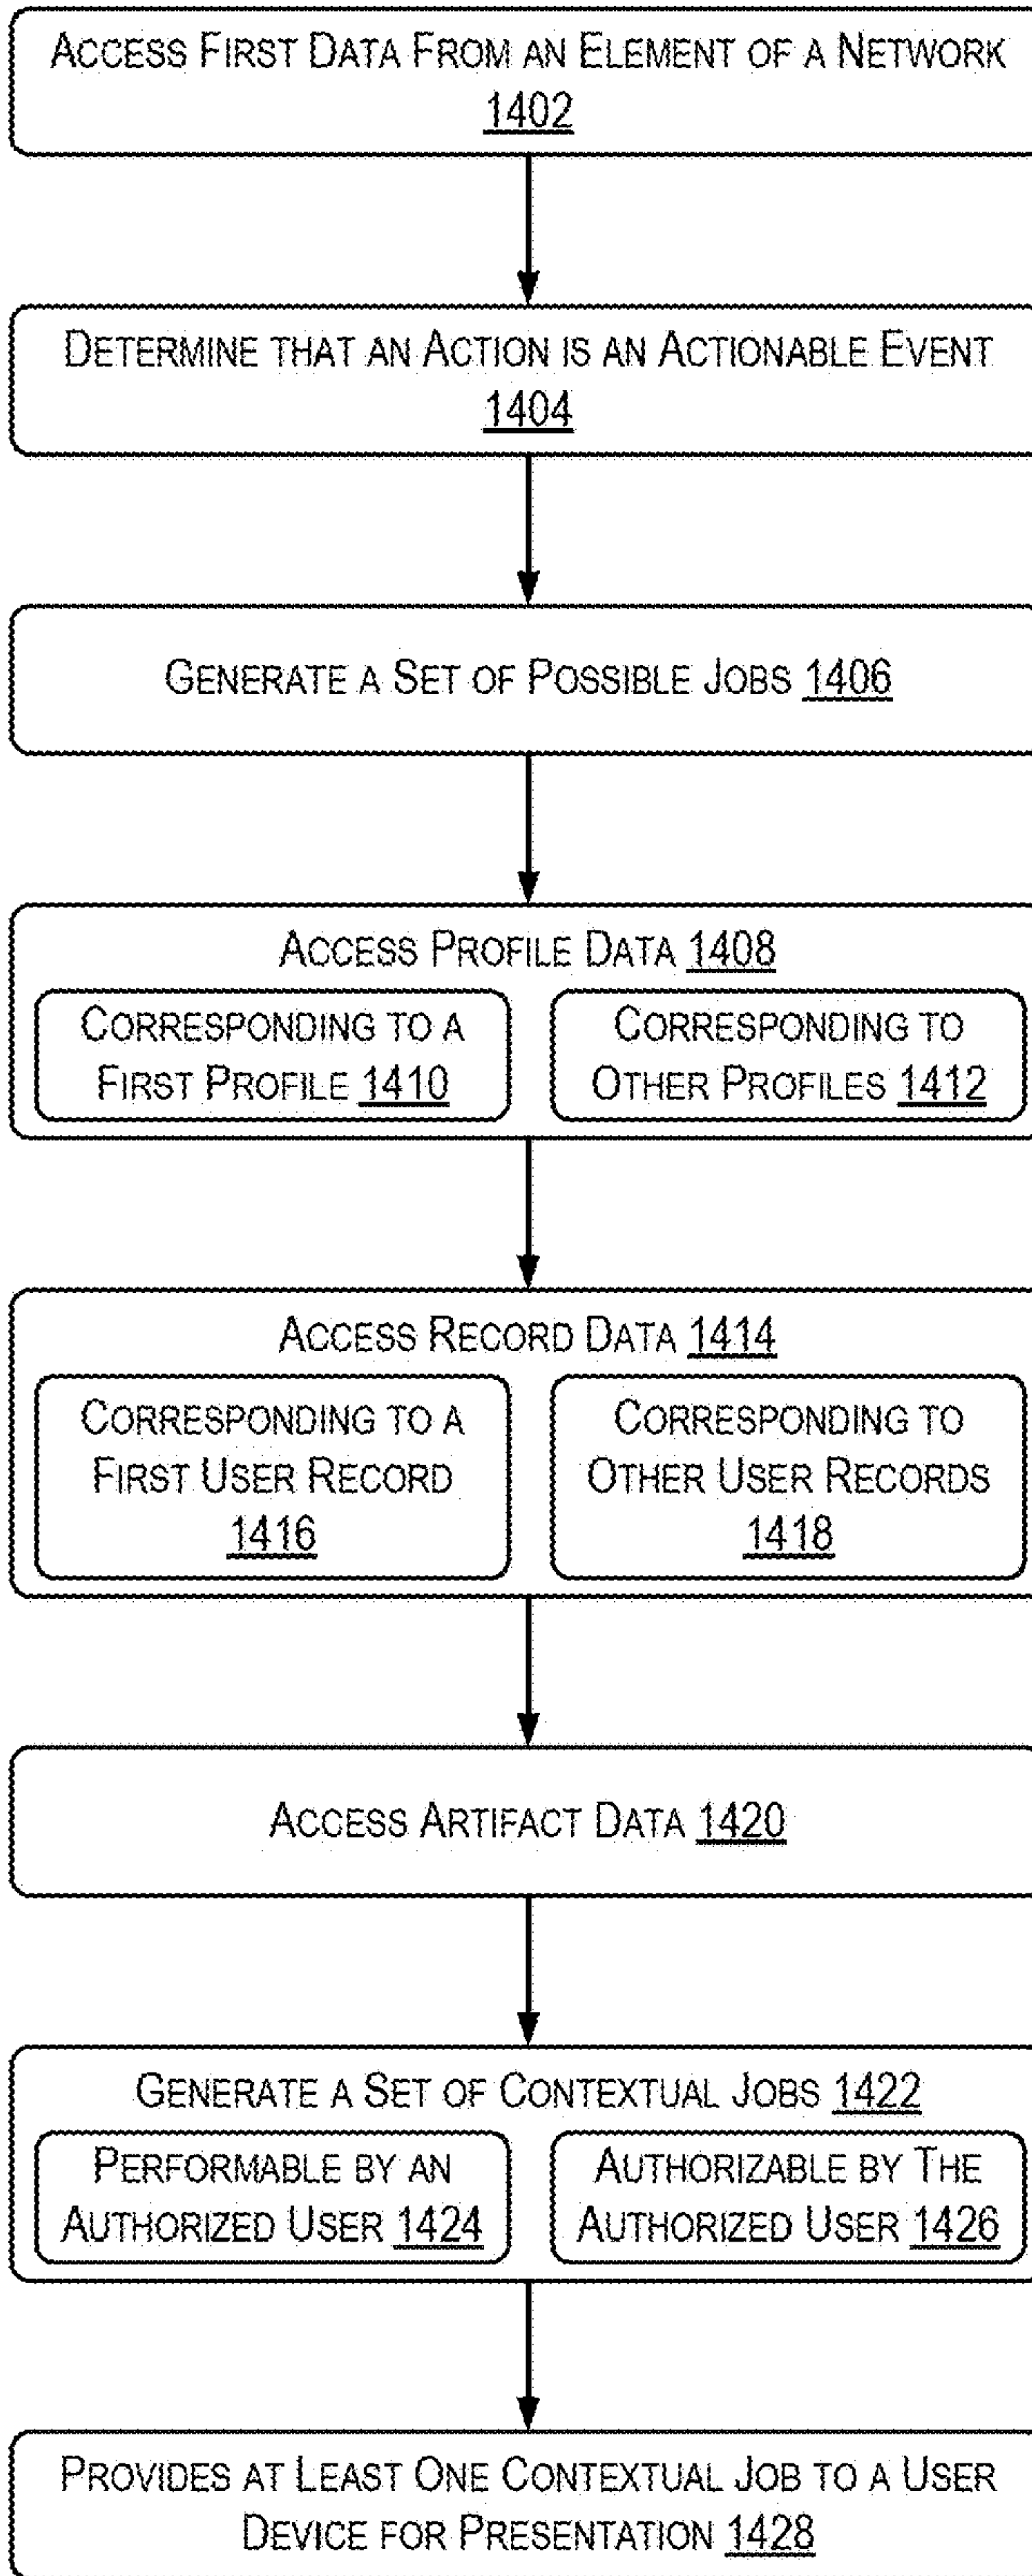 ACCESS FIRST DATA FROM AN ELEMENT OF A NETWORK
1402
DETERMINE THAT AN ACTION IS AN ACTIONABLE EVENT
1404
GENERATE A SET OF POSSIBLE JOBS 1406
ACCESS PROFILE DATA 1408
CORRESPONDING TO A
FIRST PROFILE 1410
CORRESPONDING TO
OTHER PROFILES 1412
ACCESS RECORD DATA 1414
CORRESPONDING TO A
FIRST USER RECORD
1416
CORRESPONDING TO
OTHER USER RECORDS
1418
ACCESS ARTIFACT DATA 1420
GENERATE A SET OF CONTEXTUAL JOBS 1422
PERFORMABLE BY AN
AUTHORIZED USER 1424
AUTHORIZABLE BY THE
AUTHORIZED USER 1426
PROVIDES AT LEAST ONE CONTEXTUAL JOB TO A USER
DEVICE FOR PRESENTATION 1428